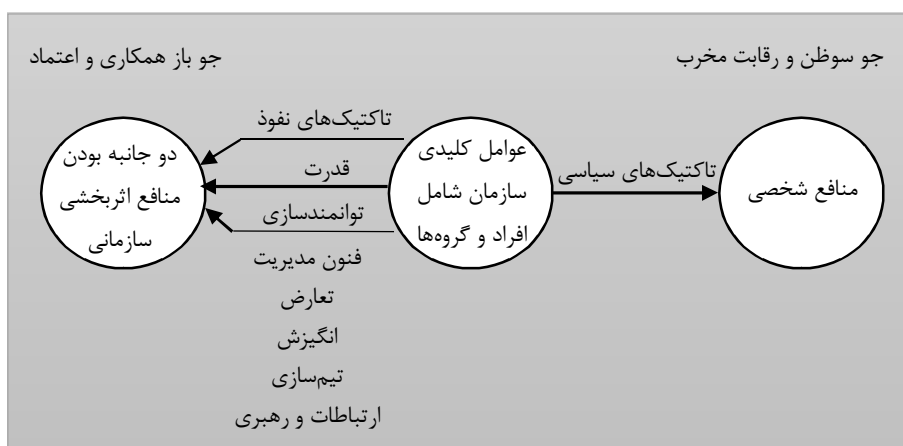 جو سوظن و رقابت مخرب
جو باز همکاری و اعتماد
منافع شخصی
تاکتیک‌های سیاسی
عوامل کلیدی
سازمان شامل
افراد و گروه‌ها
تاکتیک‌های نفوذ
قدرت
توانمندسازی
فنون مدیریت
تعارض
انگیزش
تیم‌سازی
ارتباطات و رهبری
دو جانبه بودن
منافع اثربخشی
سازمانی